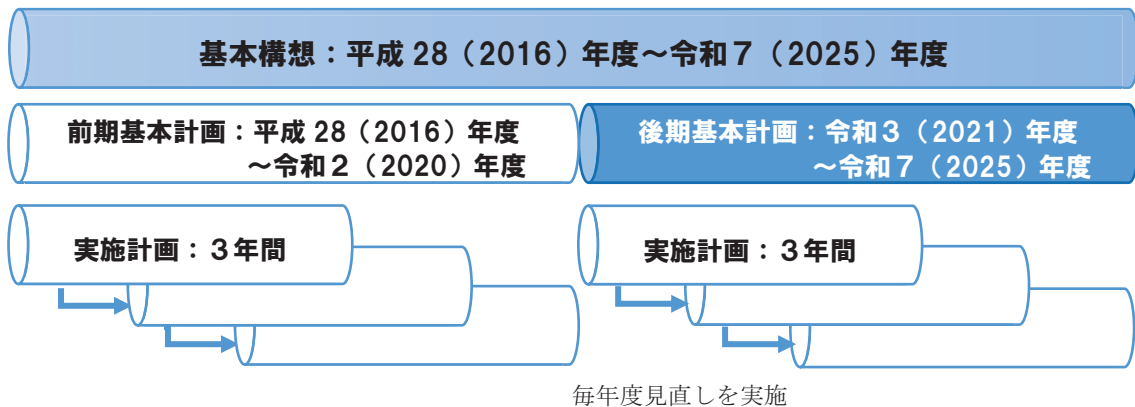 基本構想：平成 28（2016）年度～令和７（2025）年度
前期基本計画：平成 28（2016）年度
～令和２（2020）年度
後期基本計画：令和３（2021）年度
～令和７（2025）年度
実施計画：３年間
実施計画：３年間
毎年度見直しを実施